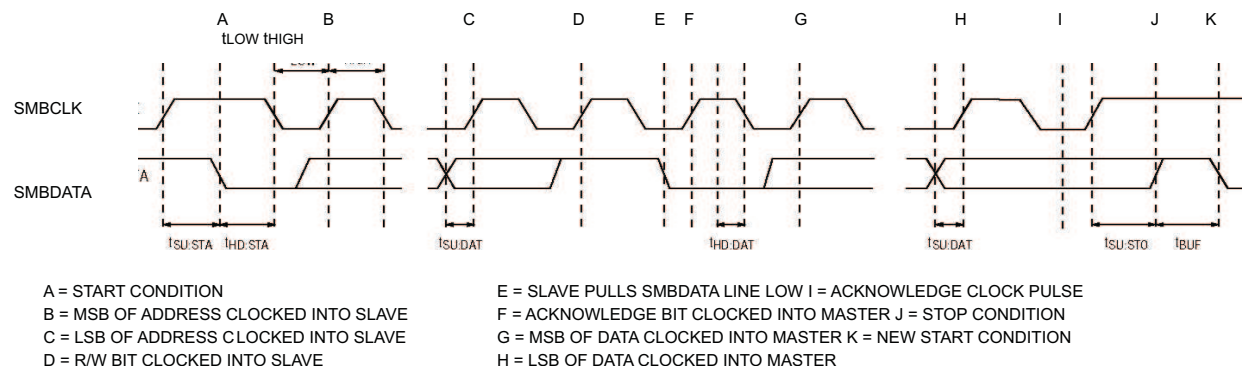 A B C D E F G H I J K
tLOW tHIGH
SMBCLK
SMBDATA
A
tSU:STA tHD:STA tSU:DAT tHD:DAT tSU:DAT tSU:STO tBUF
A = START CONDITION
B = MSB OF ADDRESS CLOCKED INTO SLAVE
C = LSB OF ADDRESS CLOCKED INTO SLAVE
D = R/W BIT CLOCKED INTO SLAVE
E = SLAVE PULLS SMBDATA LINE LOW I = ACKNOWLEDGE CLOCK PULSE
F = ACKNOWLEDGE BIT CLOCKED INTO MASTER J = STOP CONDITION
G = MSB OF DATA CLOCKED INTO MASTER K = NEW START CONDITION
H = LSB OF DATA CLOCKED INTO MASTER